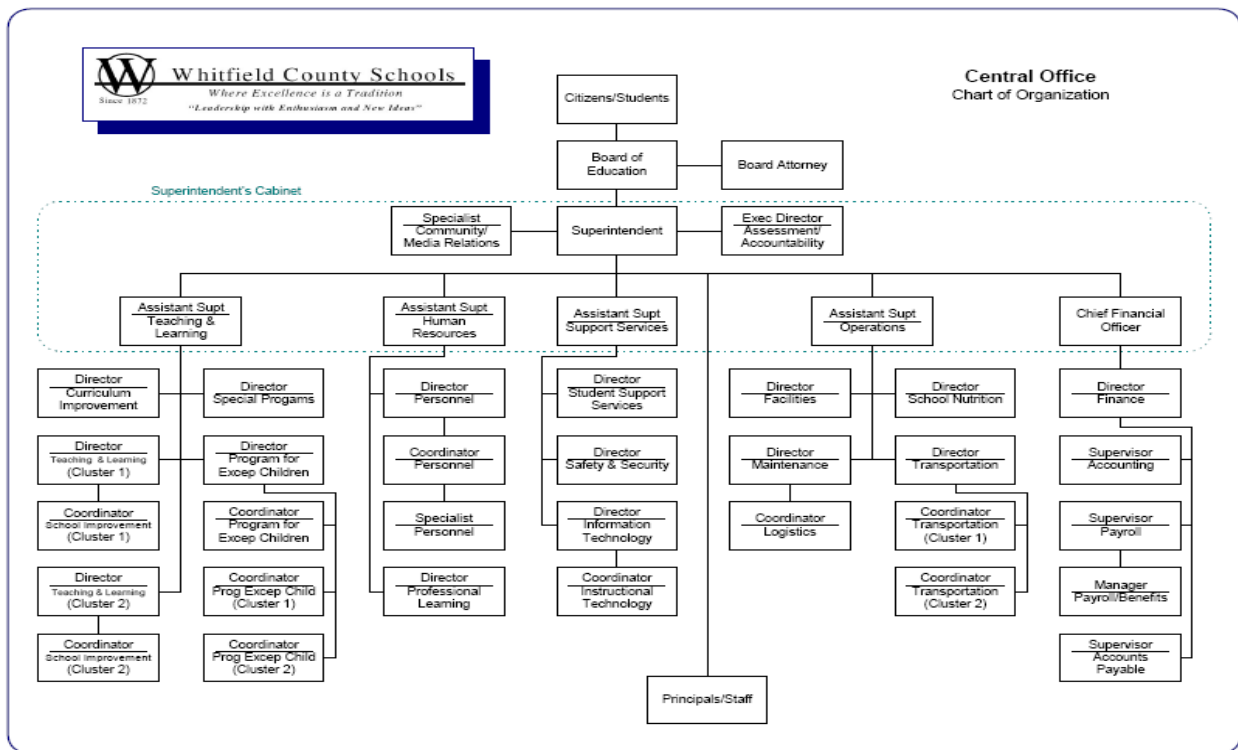 W
Since 1872
Whitfield County Schools
Where Excellence is a Tradition
"Leadership with Enthusiasm and New Ideas"
Central Office
Chart of Organization
Citizens/Students
Board of
Education
Board Attorney
Superintendent's Cabinet
Specialist
Community/
Media Relations
Superintendent
Exec Director
Assessment/
Accountability
Assistant Supt
Teaching &
Learning
Assistant Supt
Human
Resources
Assistant Supt
Support Services
Assistant Supt
Operations
Chief Financial
Officer
Director
Curriculum
Improvement
Director
Special Progams
Director
Personnel
Director
Student Support
Services
Director
Facilities
Director
School Nutrition
Director
Finance
Director
Teaching & Learning
(Cluster 1)
Director
Program for
Excep Children
Coordinator
Personnel
Director
Safety & Security
Director
Maintenance
Director
Transportation
Supervisor
Accounting
Coordinator
School Improvement
(Cluster 1)
Coordinator
Program for
Excep Children
Specialist
Personnel
Director
Information
Technology
Coordinator
Logistics
Coordinator
Transportation
(Cluster 1)
Supervisor
Payroll
Director
Teaching & Learning
(Cluster 2)
Coordinator
Prog Excep Child
(Cluster 1)
Director
Professional
Learning
Coordinator
Instructional
Technology
Coordinator
Transportation
(Cluster 2)
Manager
Payroll/Benefits
Coordinator
School Improvement
(Cluster 2)
Coordinator
Prog Excep Child
(Cluster 2)
Supervisor
Accounts
Payable
Principals/Staff